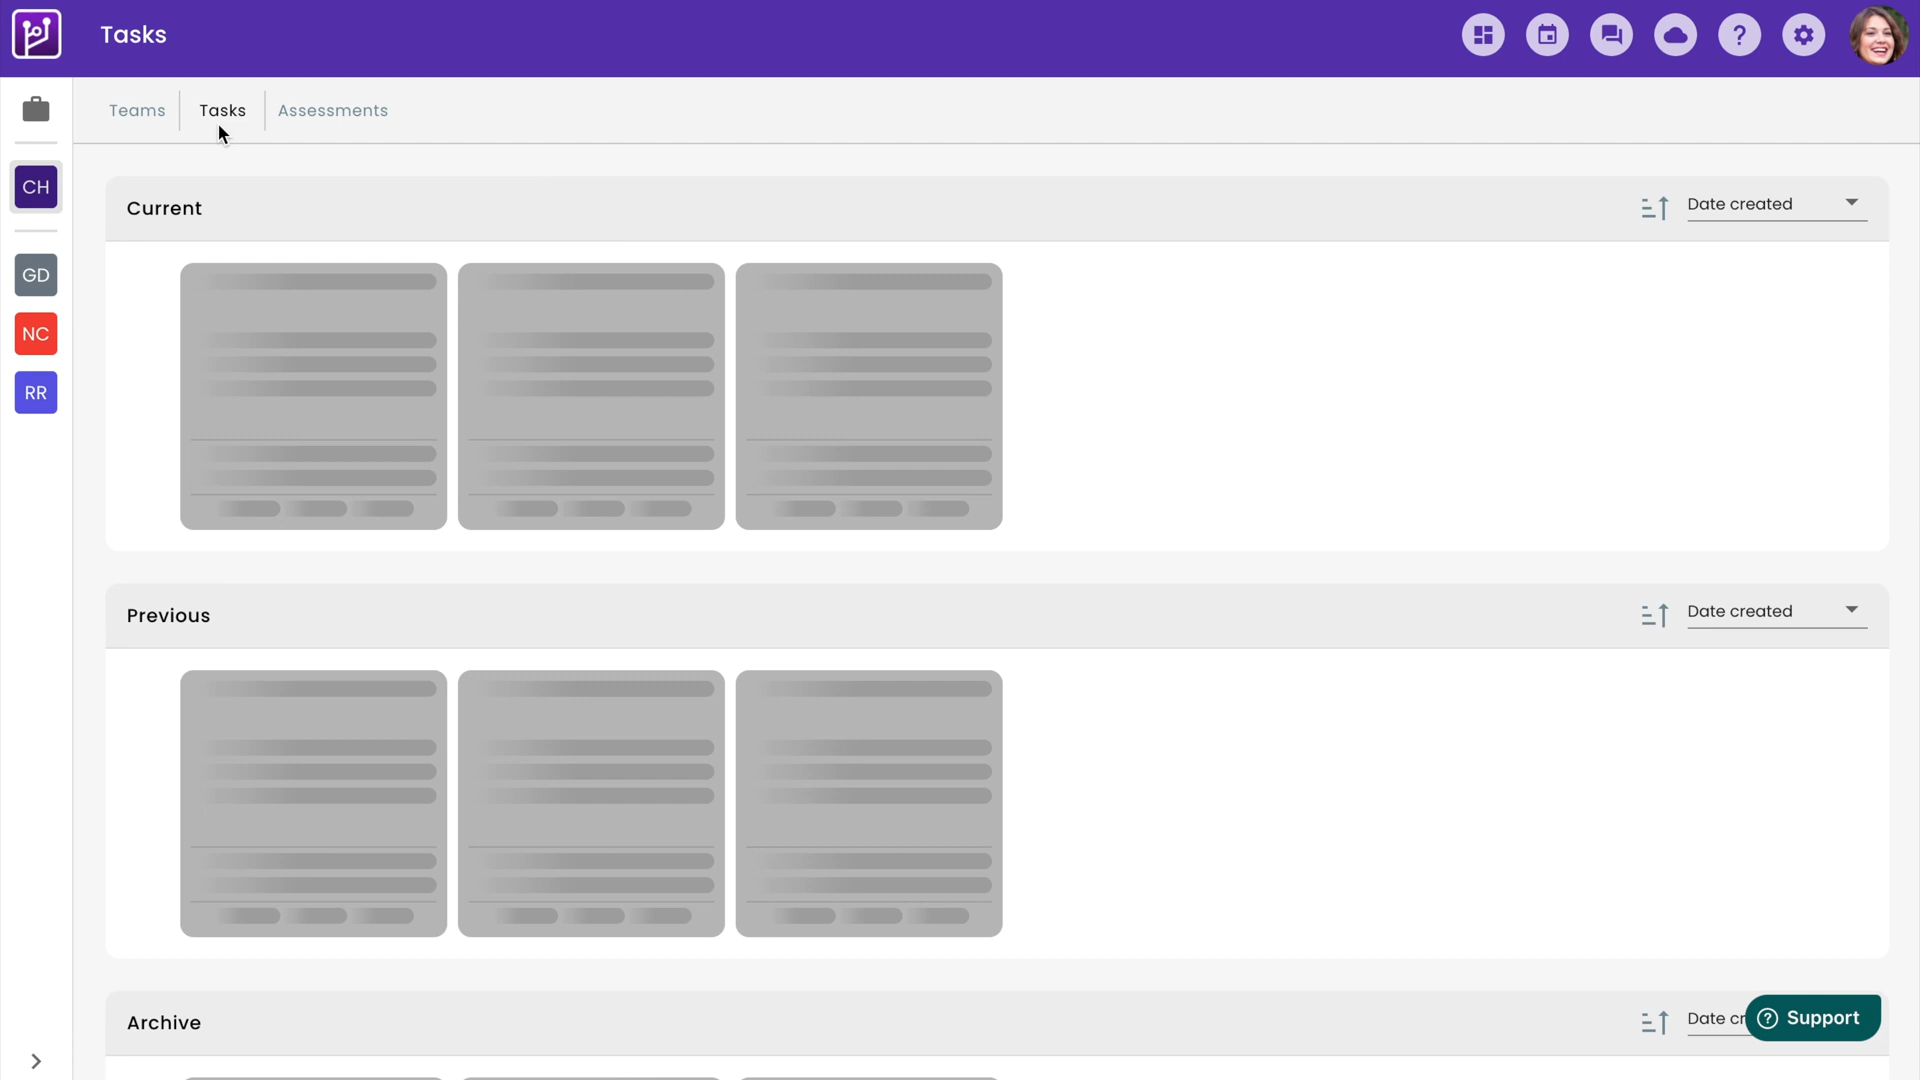 Tasks
Teams
Tasks
Assessments
CH
GD
NC
RR
Current
Date created
Previous
Date created
Archive
Date cr
? Support